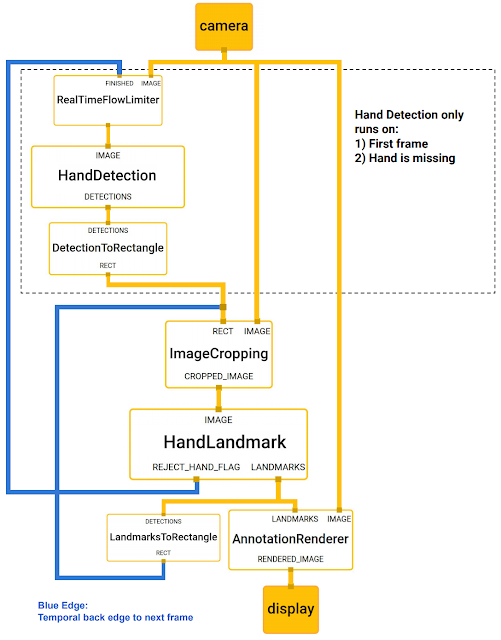 camera
FINISHED IMAGE
RealTimeFlowLimiter
Hand Detection only
runs on:
1) First frame
2) Hand is missing
IMAGE
HandDetection
DETECTIONS
DETECTIONS
DetectionToRectangle
RECT
RECT IMAGE
ImageCropping
CROPPED_IMAGE
IMAGE
HandLandmark
REJECT_HAND_FLAG LANDMARKS
DETECTIONS
LandmarksToRectangle
RECT
LANDMARKS IMAGE
AnnotationRenderer
RENDERED_IMAGE
display
Blue Edge:
Temporal back edge to next frame